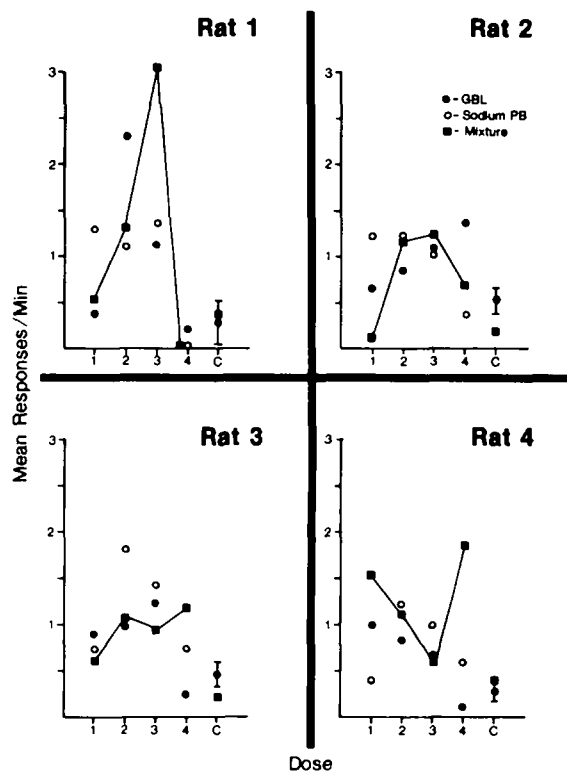 Rat 1
3
2
1
1 2 3 4 C
Rat 2
3
2
1
● - GBL
○ - Sodium PB
■ - Mixture
1 2 3 4 C
Mean Responses/Min
Rat 3
3
2
1
1 2 3 4 C
Rat 4
3
2
1
1 2 3 4 C
Dose